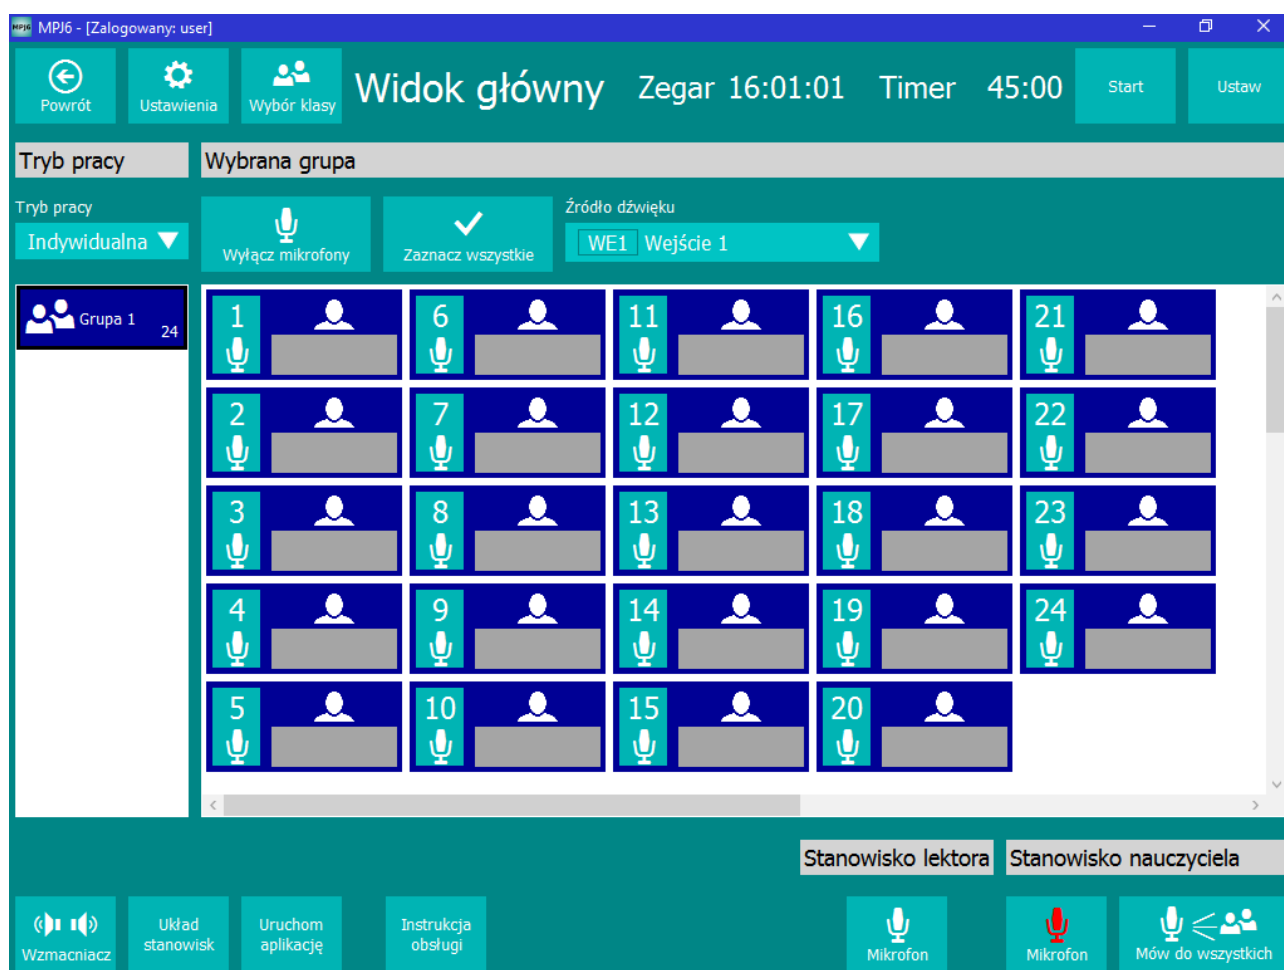 MPJ6 MPJ6 - [Zalogowany: user]
Powrót
Ustawienia
Wybór klasy
Widok główny
Zegar 16:01:01
Timer 45:00
Start
Ustaw
Tryb pracy
Wybrana grupa
Tryb pracy
Indywidualna
Wyłącz mikrofony
Zaznacz wszystkie
Źródło dźwięku
WE1 Wejście 1
Grupa 1
24
1 6 11 16 21
2 7 12 17 22
3 8 13 18 23
4 9 14 19 24
5 10 15 20
Stanowisko lektora
Stanowisko nauczyciela
Wzmacniacz
Układ
stanowisk
Uruchom
aplikację
Instrukcja
obsługi
Mikrofon
Mikrofon
Mów do wszystkich